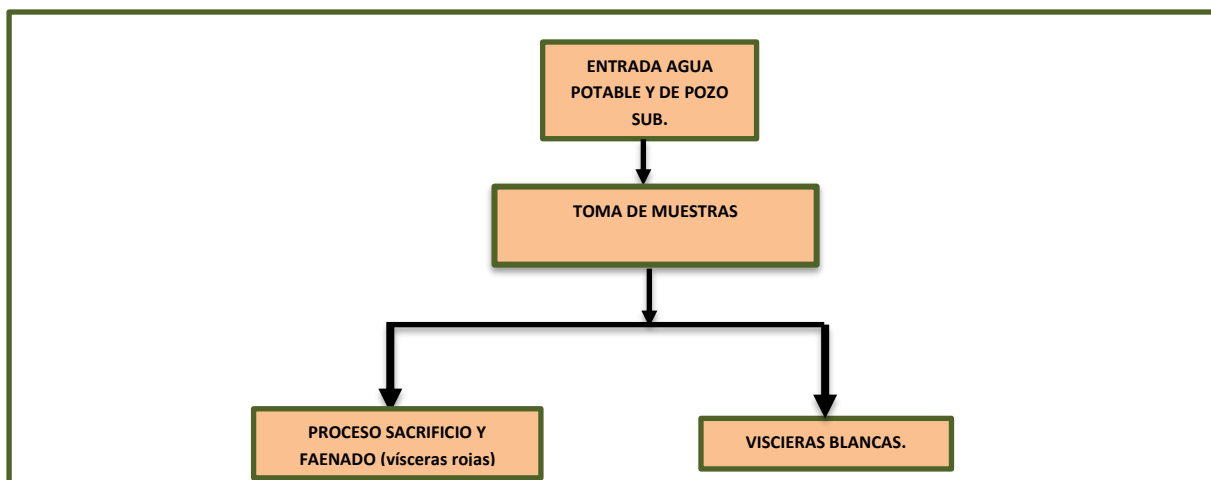 ENTRADA AGUA
POTABLE Y DE POZO
SUB.
TOMA DE MUESTRAS
PROCESO SACRIFICIO Y
FAENADO (vísceras rojas)
VISCIERAS BLANCAS.